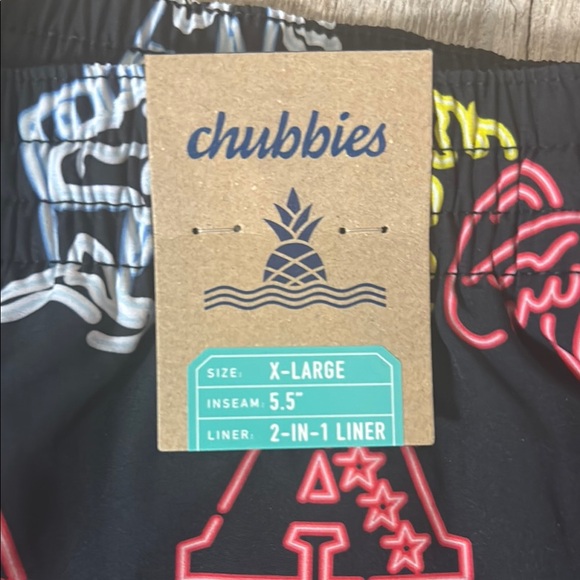 chubbies
SIZE: X-LARGE
INSEAM: 5.5"
LINER: 2-IN-1 LINER
A